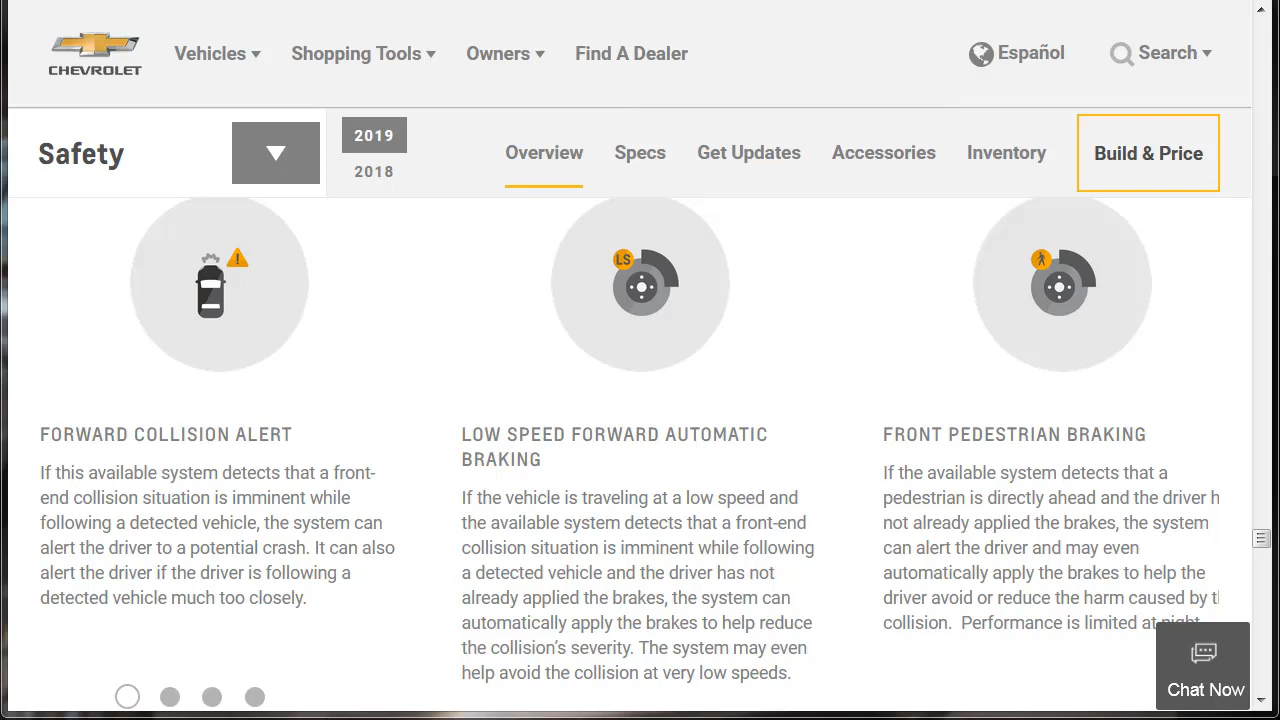 CHEVROLET
Vehicles Shopping Tools Owners Find A Dealer Español Search
Safety
2019
2018
Overview Specs Get Updates Accessories Inventory Build & Price
LS
FORWARD COLLISION ALERT
If this available system detects that a front-
end collision situation is imminent while
following a detected vehicle, the system can
alert the driver to a potential crash. It can also
alert the driver if the driver is following a
detected vehicle much too closely.
LOW SPEED FORWARD AUTOMATIC
BRAKING
If the vehicle is traveling at a low speed and
the available system detects that a front-end
collision situation is imminent while following
a detected vehicle and the driver has not
already applied the brakes, the system can
automatically apply the brakes to help reduce
the collision’s severity. The system may even
help avoid the collision at very low speeds.
FRONT PEDESTRIAN BRAKING
If the available system detects that a
pedestrian is directly ahead and the driver
not already applied the brakes, the system
can alert the driver and may even
automatically apply the brakes to help the
driver avoid or reduce the harm caused by
collision. Performance is limited at night
Chat Now